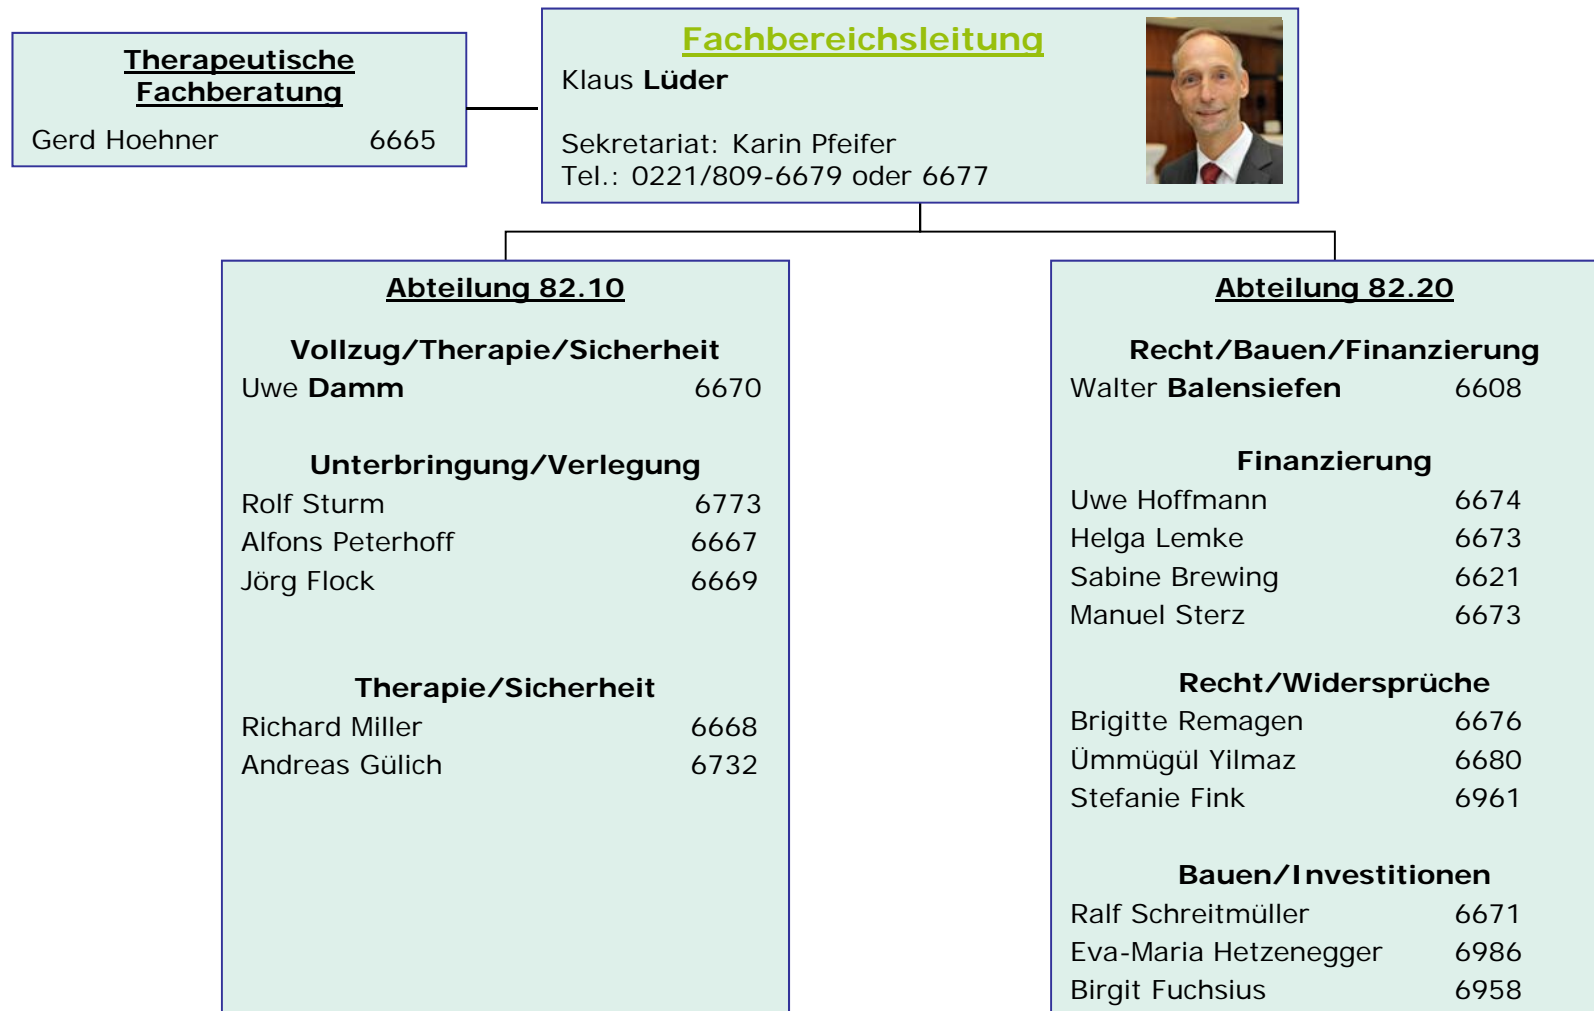 Therapeutische
Fachberatung
Gerd Hoehner 6665
Fachbereichsleitung
Klaus Lüder
Sekretariat: Karin Pfeifer
Tel.: 0221/809-6679 oder 6677
Abteilung 82.10
Vollzug/Therapie/Sicherheit
Uwe Damm 6670
Unterbringung/Verlegung
Rolf Sturm 6773
Alfons Peterhoff 6667
Jörg Flock 6669
Therapie/Sicherheit
Richard Miller 6668
Andreas Gülich 6732
Abteilung 82.20
Recht/Bauen/Finanzierung
Walter Balensiefen 6608
Finanzierung
Uwe Hoffmann 6674
Helga Lemke 6673
Sabine Brewing 6621
Manuel Sterz 6673
Recht/Widersprüche
Brigitte Remagen 6676
Ümmügül Yilmaz 6680
Stefanie Fink 6961
Bauen/Investitionen
Ralf Schreitmüller 6671
Eva-Maria Hetzenegger 6986
Birgit Fuchsius 6958